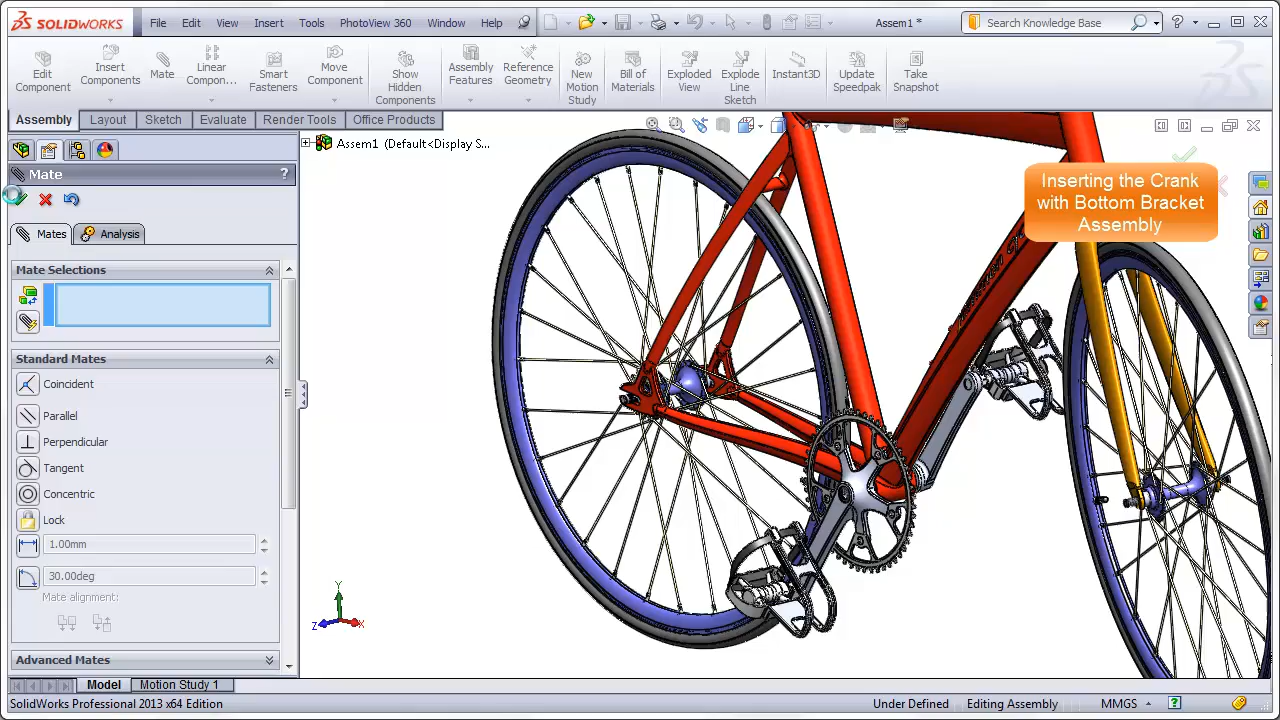 SOLIDWORKS File Edit View Insert Tools PhotoView 360 Window Help Assem1 * Search Knowledge Base ?
Edit Component
Insert Components
Mate
Linear Compon...
Smart Fasteners
Move Component
Show Hidden Components
Assembly Features
Reference Geometry
New Motion Study
Bill of Materials
Exploded View
Explode Line Sketch
Instant3D
Update Speedpak
Take Snapshot
Assembly Layout Sketch Evaluate Render Tools Office Products
Assem1 (Default<Display S...
Mate ?
Inserting the Crank
with Bottom Bracket
Assembly
Mates Analysis
Mate Selections
Standard Mates
Coincident
Parallel
Perpendicular
Tangent
Concentric
Lock
1.00mm
30.00deg
Mate alignment:
Y
Z X
Advanced Mates
Model Motion Study 1
SolidWorks Professional 2013 x64 Edition Under Defined Editing Assembly MMGS ?